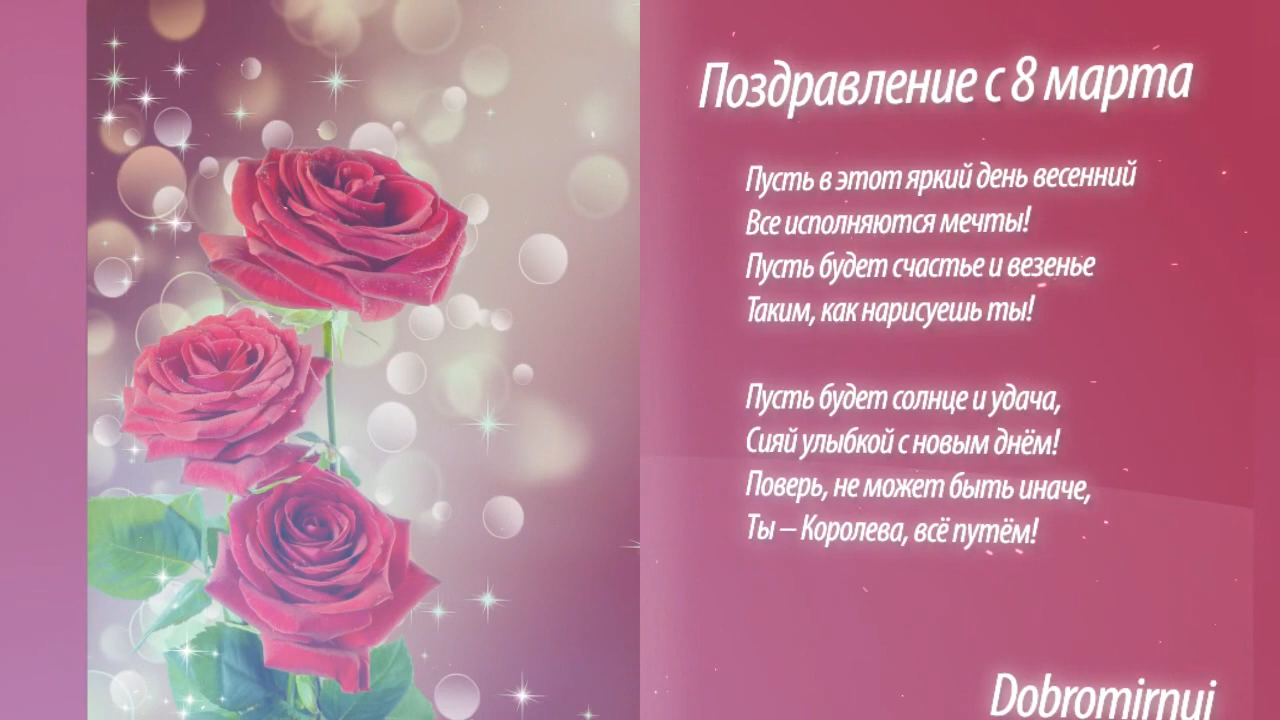 Поздравление с 8 марта
Пусть в этот яркий день весенний
Все исполняются мечты!
Пусть будет счастье и везенье
Таким, как нарисуешь ты!
Пусть будет солнце и удача,
Сияй улыбкой с новым днём!
Поверь, не может быть иначе,
Ты – Королева, всё путём!
Dobromirnuj